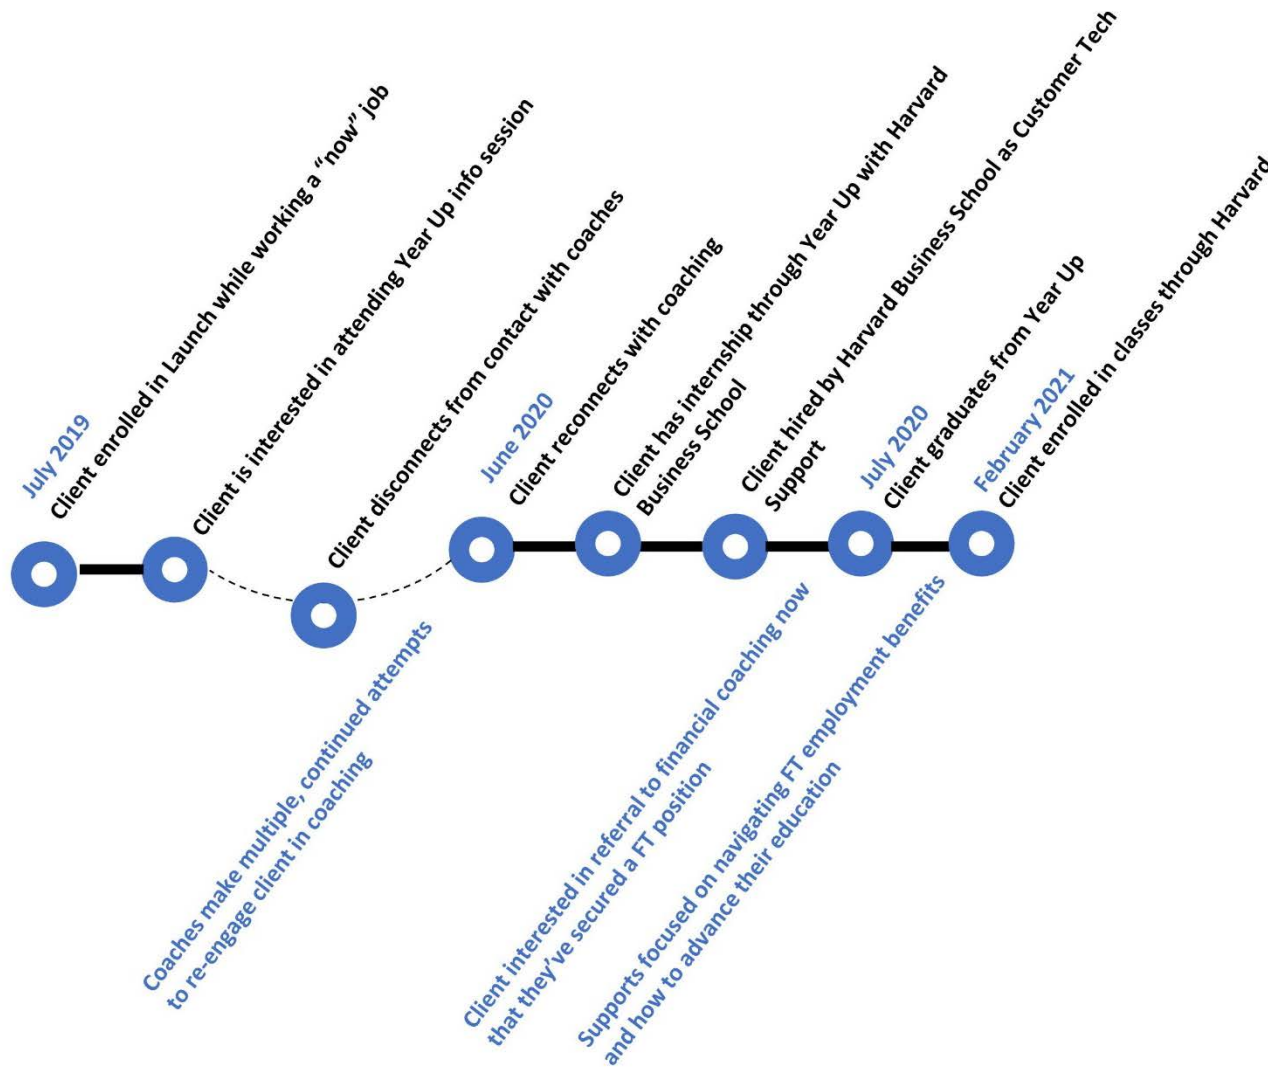 July 2019
Client enrolled in Launch while working a “now” job
Client is interested in attending Year Up info session
Client disconnects from contact with coaches
June 2020
Client reconnects with coaching
Client has internship through Year Up with Harvard
Business School
Client hired by Harvard Business School as Customer Tech
Support
July 2020
Client graduates from Year Up
February 2021
Client enrolled in classes through Harvard
Coaches make multiple, continued attempts
to re-engage client in coaching
Client interested in referral to financial coaching now
that they’ve secured a FT position
Supports focused on navigating FT employment benefits
and how to advance their education